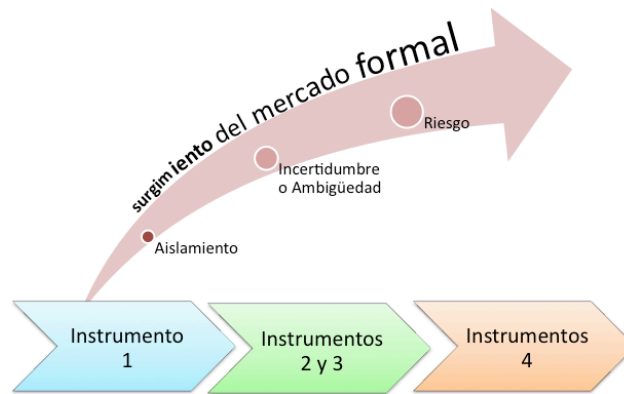 surgimiento del mercado formal
Riesgo
Incertidumbre
o Ambigüedad
Aislamiento
Instrumento
1
Instrumentos
2 y 3
Instrumentos
4